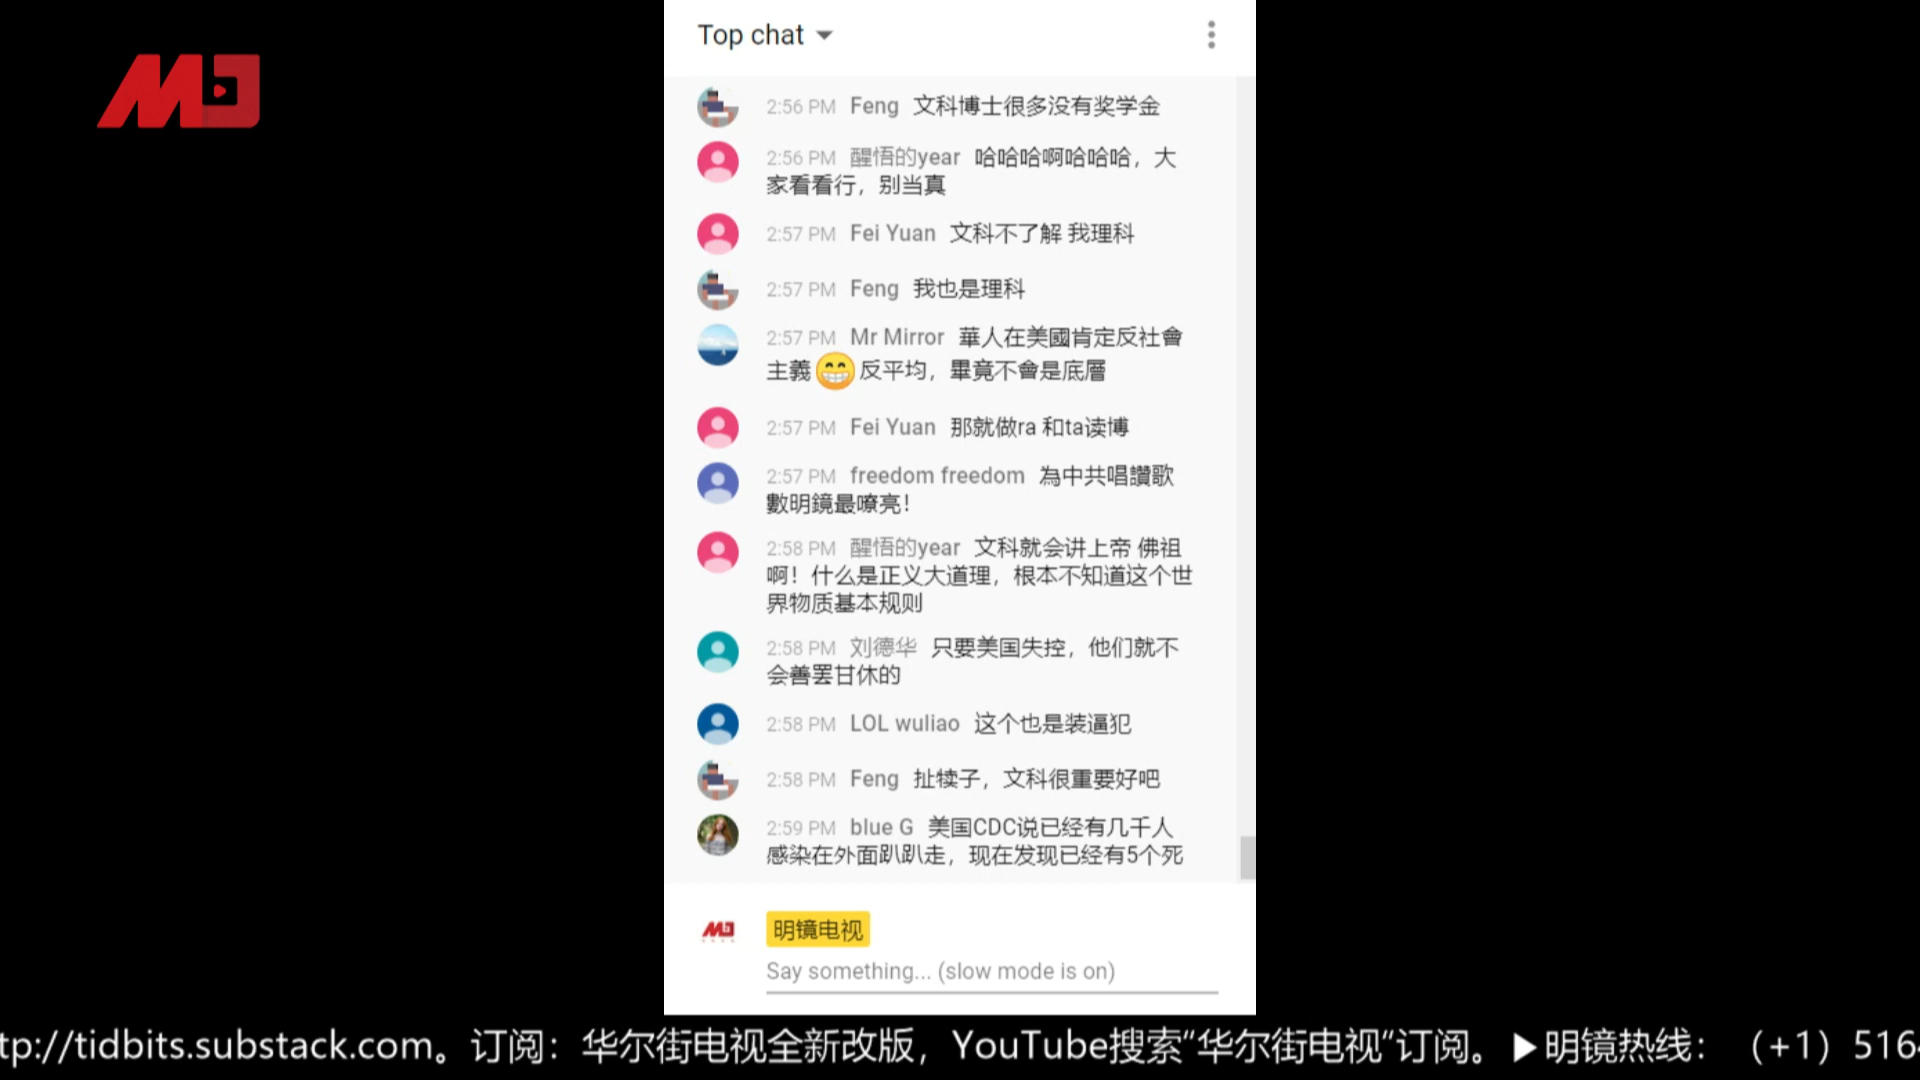 MJ
Top chat
2:56 PM Feng 文科博士很多没有奖学金
2:56 PM 醒悟的year 哈哈哈啊哈哈哈，大
家看看行，别当真
2:57 PM Fei Yuan 文科不了解 我理科
2:57 PM Feng 我也是理科
2:57 PM Mr Mirror 華人在美國肯定反社會
主義😁反平均，畢竟不會是底層
2:57 PM Fei Yuan 那就做ra 和ta读博
2:57 PM freedom freedom 為中共唱讚歌
數明鏡最嘹亮！
2:58 PM 醒悟的year 文科就会讲上帝 佛祖
啊！什么是正义大道理，根本不知道这个世
界物质基本规则
2:58 PM 刘德华 只要美国失控，他们就不
会善罢甘休的
2:58 PM LOL wuliao 这个也是装逼犯
2:58 PM Feng 扯犊子，文科很重要好吧
2:59 PM blue G 美国CDC说已经有几千人
感染在外面趴趴走，现在发现已经有5个死
明镜电视
Say something... (slow mode is on)
tp://tidbits.substack.com。订阅：华尔街电视全新改版，YouTube搜索“华尔街电视”订阅。▶明镜热线：（+1）516